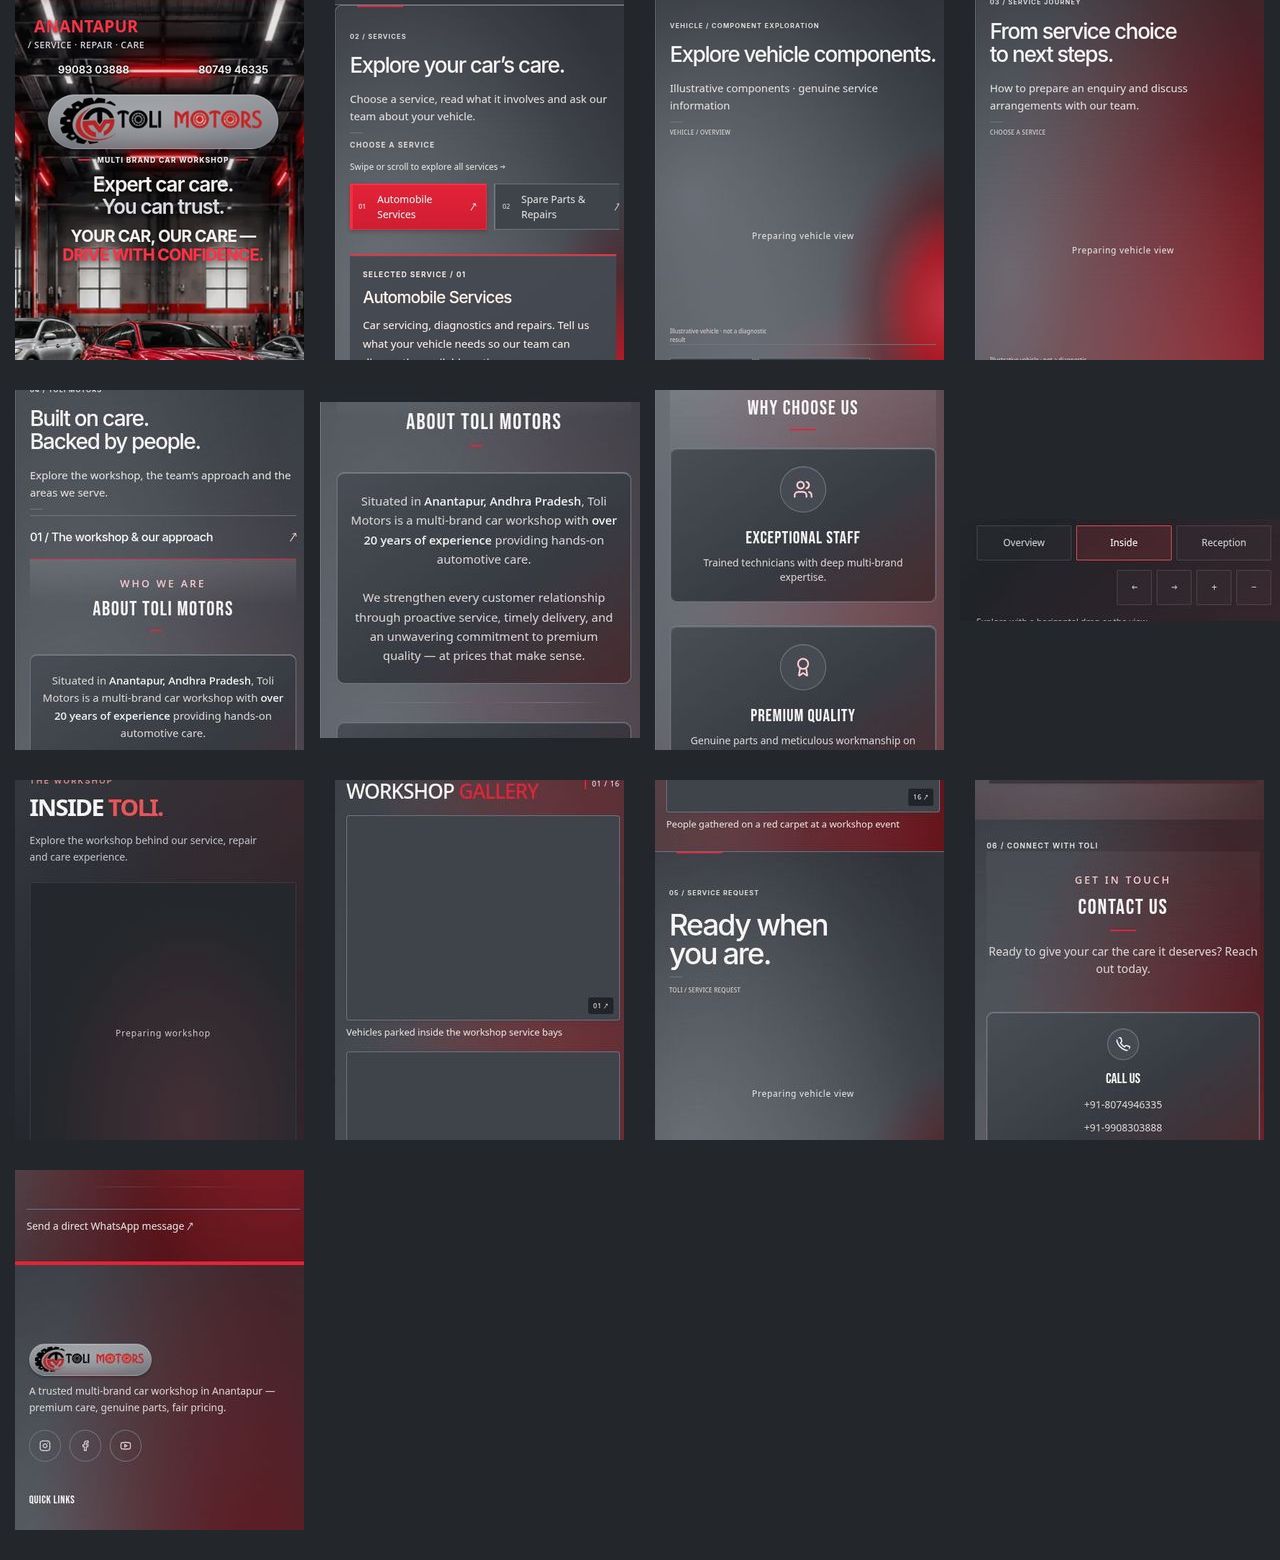 ANANTAPUR
/ SERVICE · REPAIR · CARE
99083 03888
80749 46335
TOLI MOTORS
MULTI BRAND CAR WORKSHOP
Expert car care.
You can trust.
YOUR CAR, OUR CARE —
DRIVE WITH CONFIDENCE.
02 / SERVICES
Explore your car's care.
Choose a service, read what it involves and ask our
team about your vehicle.
CHOOSE A SERVICE
Swipe or scroll to explore all services →
01 Automobile
Services ↗
02 Spare Parts &
Repairs ↗
SELECTED SERVICE / 01
Automobile Services
Car servicing, diagnostics and repairs. Tell us
what your vehicle needs so our team can
VEHICLE / COMPONENT EXPLORATION
Explore vehicle components.
Illustrative components · genuine service
information
VEHICLE / OVERVIEW
Preparing vehicle view
Illustrative vehicle · not a diagnostic
result
03 / SERVICE JOURNEY
From service choice
to next steps.
How to prepare an enquiry and discuss
arrangements with our team.
CHOOSE A SERVICE
Preparing vehicle view
Illustrative vehicle · not a diagnostic
04 / TOLI MOTORS
Built on care.
Backed by people.
Explore the workshop, the team's approach and the
areas we serve.
01 / The workshop & our approach ↗
WHO WE ARE
ABOUT TOLI MOTORS
Situated in Anantapur, Andhra Pradesh, Toli
Motors is a multi-brand car workshop with over
20 years of experience providing hands-on
automotive care.
ABOUT TOLI MOTORS
Situated in Anantapur, Andhra Pradesh, Toli
Motors is a multi-brand car workshop with over
20 years of experience providing hands-on
automotive care.
We strengthen every customer relationship
through proactive service, timely delivery, and
an unwavering commitment to premium
quality — at prices that make sense.
WHY CHOOSE US
EXCEPTIONAL STAFF
Trained technicians with deep multi-brand
expertise.
PREMIUM QUALITY
Genuine parts and meticulous workmanship on
Overview
Inside
Reception
← → + −
Explore with a horizontal drag or the view
THE WORKSHOP
INSIDE TOLI.
Explore the workshop behind our service, repair
and care experience.
Preparing workshop
WORKSHOP GALLERY
01 / 16
01 ↗
Vehicles parked inside the workshop service bays
16 ↗
People gathered on a red carpet at a workshop event
05 / SERVICE REQUEST
Ready when
you are.
TOLI / SERVICE REQUEST
Preparing vehicle view
06 / CONNECT WITH TOLI
GET IN TOUCH
CONTACT US
Ready to give your car the care it deserves? Reach
out today.
CALL US
+91-8074946335
+91-9908303888
Send a direct WhatsApp message ↗
TOLI MOTORS
A trusted multi-brand car workshop in Anantapur —
premium care, genuine parts, fair pricing.
QUICK LINKS